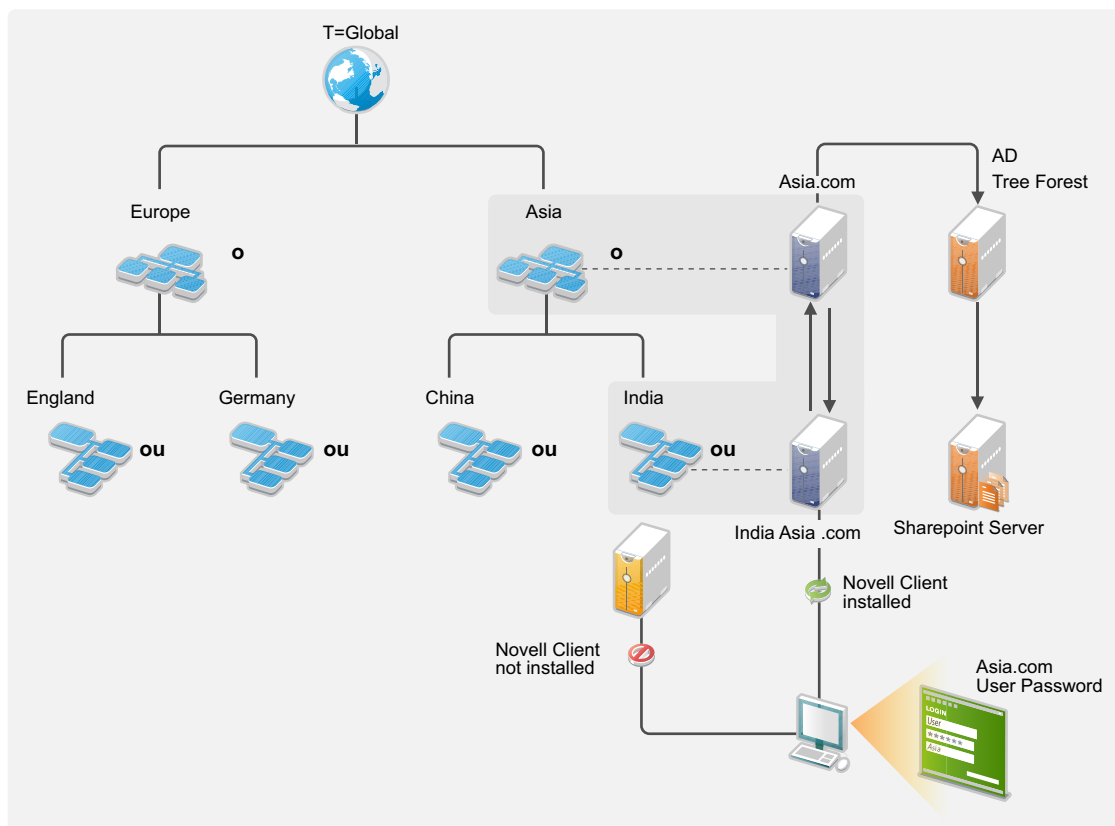 T=Global
AD
Tree Forest
Asia.com
Europe
Asia
o
o
England
Germany
China
India
ou
ou
ou
ou
India Asia .com
Sharepoint Server
Novell Client
installed
Novell Client
not installed
Asia.com
User Password
LOGIN
User
******
Asia